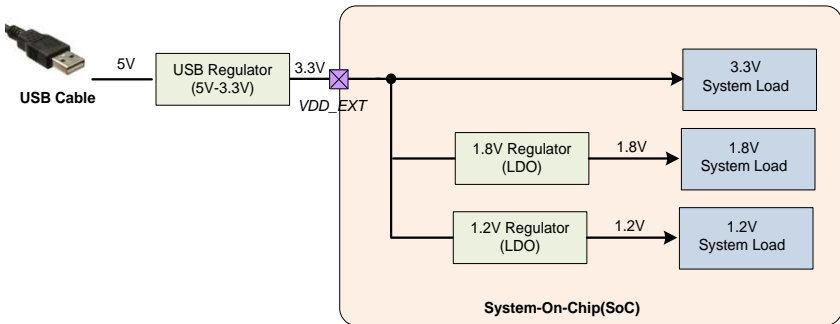 5V
USB Cable
USB Regulator
(5V-3.3V)
3.3V
VDD_EXT
3.3V
System Load
1.8V Regulator
(LDO)
1.8V
1.8V
System Load
1.2V Regulator
(LDO)
1.2V
1.2V
System Load
System-On-Chip(SoC)